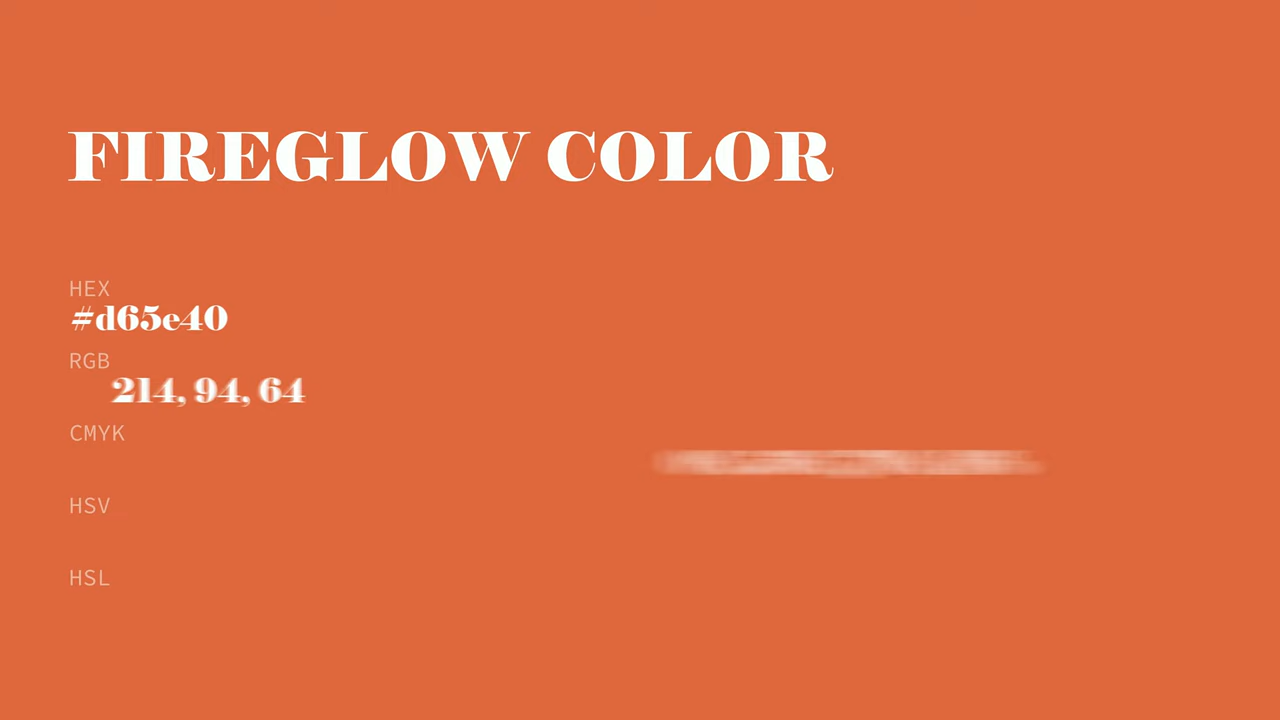 FIREGLOW COLOR
HEX
#d65e40
RGB
214, 94, 64
CMYK
HSV
HSL